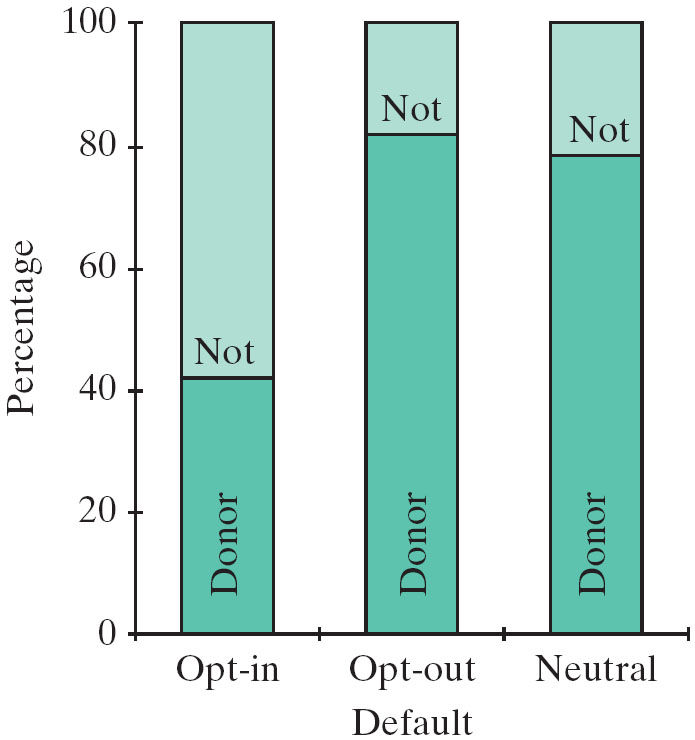 Percentage
100
80
60
40
20
0
Not
Donor
Not
Donor
Not
Donor
Opt-in
Opt-out
Neutral
Default